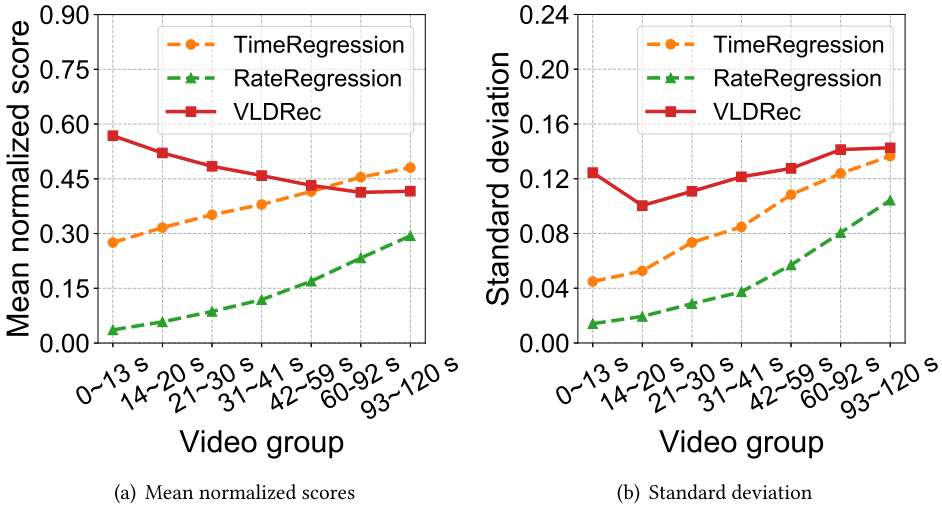 Mean normalized score
0.90
0.75
0.60
0.45
0.30
0.15
0.00
TimeRegression
RateRegression
VLDRec
0~13 s
14~20 s
21~30 s
31~41 s
42~59 s
60-92 s
93~120 s
Video group
(a) Mean normalized scores
Standard deviation
0.24
0.20
0.16
0.12
0.08
0.04
0.00
TimeRegression
RateRegression
VLDRec
0~13 s
14~20 s
21~30 s
31~41 s
42~59 s
60-92 s
93~120 s
Video group
(b) Standard deviation